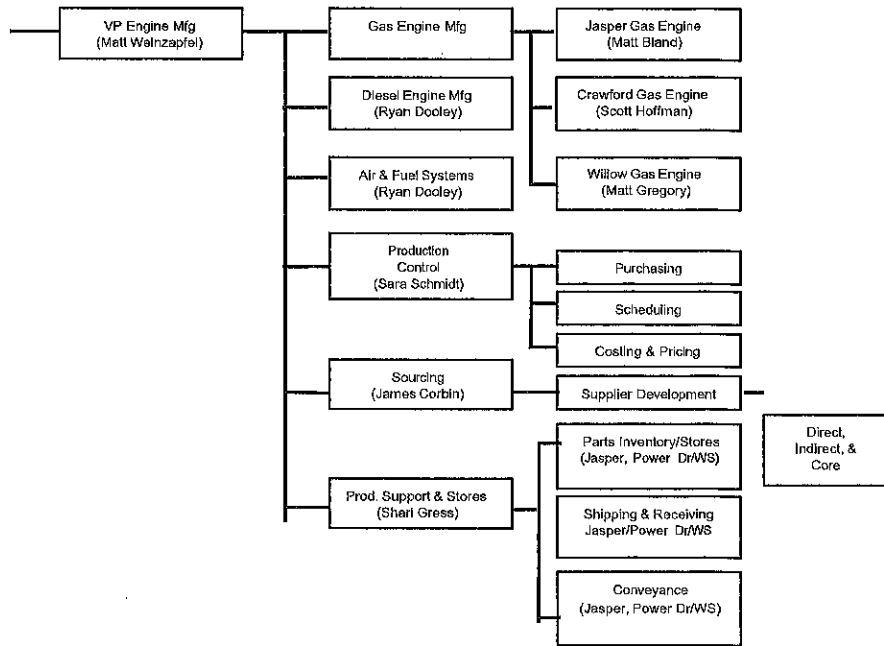 VP Engine Mfg
(Matt Weinzapfel)
Gas Engine Mfg
Jasper Gas Engine
(Matt Bland)
Diesel Engine Mfg
(Ryan Dooley)
Crawford Gas Engine
(Scott Hoffman)
Air & Fuel Systems
(Ryan Dooley)
Willow Gas Engine
(Matt Gregory)
Production
Control
(Sara Schmidt)
Purchasing
Scheduling
Costing & Pricing
Sourcing
(James Corbin)
Supplier Development
Direct,
Indirect, &
Core
Parts Inventory/Stores
(Jasper, Power Dr/WS)
Prod. Support & Stores
(Shari Gress)
Shipping & Receiving
Jasper/Power Dr/WS
Conveyance
(Jasper, Power Dr/WS)